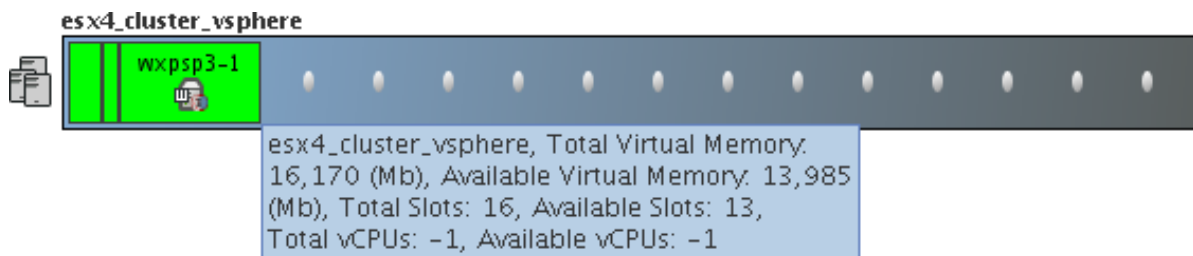 esx4_cluster_vsphere
wxpsp3-1
esx4_cluster_vsphere, Total Virtual Memory:
16,170 (Mb), Available Virtual Memory: 13,985
(Mb), Total Slots: 16, Available Slots: 13,
Total vCPUs: -1, Available vCPUs: -1